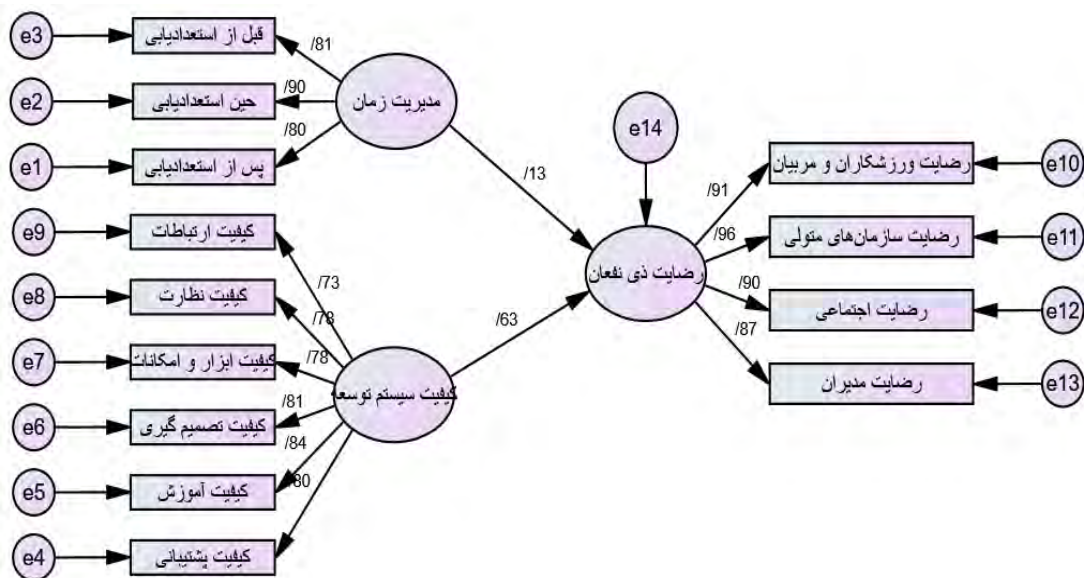 e3
قبل از استعدادیابی
/81
e2
حین استعدادیابی
/90
مدیریت زمان
e1
پس از استعدادیابی
/80
/13
e14
e9
کیفیت ارتباطات
/73
e8
کیفیت نظارت
/78
e7
کیفیت ابزار و امکانات
/78
کیفیت سیستم توسعه
/63
e6
کیفیت تصمیم گیری
/81
e5
کیفیت آموزش
/84
e4
کیفیت پشتیبانی
/80
رضایت ذی نفعان
/91
رضایت ورزشکاران و مربیان
e10
/96
رضایت سازمان‌های متولی
e11
/90
رضایت اجتماعی
e12
/87
رضایت مدیران
e13